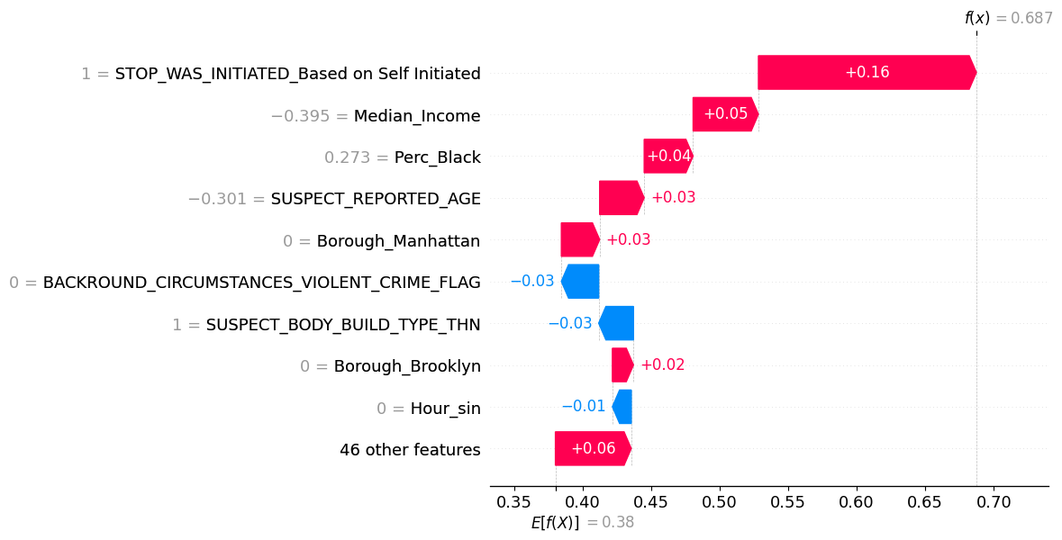 f(x) = 0.687
1 = STOP_WAS_INITIATED_Based on Self Initiated
+0.16
−0.395 = Median_Income
+0.05
0.273 = Perc_Black
+0.04
−0.301 = SUSPECT_REPORTED_AGE
+0.03
0 = Borough_Manhattan
+0.03
0 = BACKROUND_CIRCUMSTANCES_VIOLENT_CRIME_FLAG
−0.03
1 = SUSPECT_BODY_BUILD_TYPE_THN
−0.03
0 = Borough_Brooklyn
+0.02
0 = Hour_sin
−0.01
46 other features
+0.06
0.35 0.40 0.45 0.50 0.55 0.60 0.65 0.70
E[f(X)] = 0.38